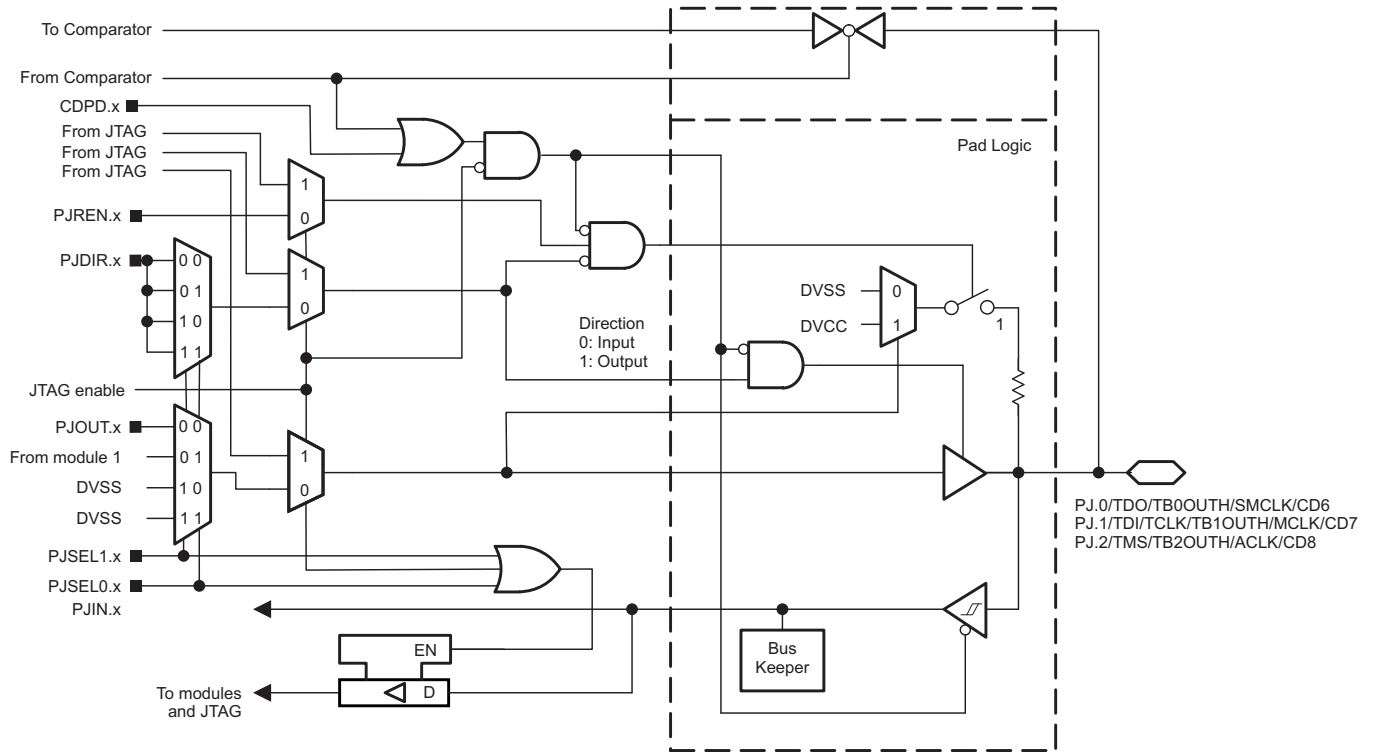 To Comparator
From Comparator
CDPD.x
From JTAG
From JTAG
From JTAG
Pad Logic
1
0
PJREN.x
PJDIR.x
0 0
0 1
1 0
1 1
1
0
DVSS
0
DVCC
1
1
Direction
0: Input
1: Output
JTAG enable
PJOUT.x
0 0
From module 1
0 1
DVSS
1 0
DVSS
1 1
1
0
PJ.0/TDO/TB0OUTH/SMCLK/CD6
PJ.1/TDI/TCLK/TB1OUTH/MCLK/CD7
PJ.2/TMS/TB2OUTH/ACLK/CD8
PJSEL1.x
PJSEL0.x
PJIN.x
EN
D
Bus
Keeper
To modules
and JTAG